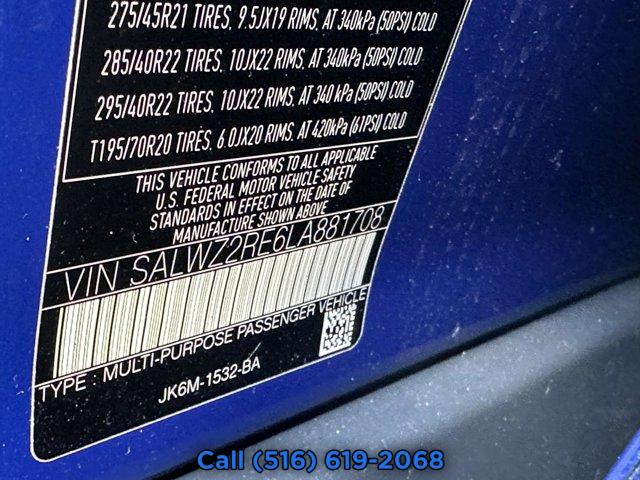 275/45R21 TIRES, 9.5JX19 RIMS, AT 340kPa (50PSI) COLD
285/40R22 TIRES, 10JX22 RIMS, AT 340kPa (50PSI) COLD
295/40R22 TIRES, 10JX22 RIMS, AT 340 kPa (50PSI) COLD
T195/70R20 TIRES, 6.0JX20 RIMS, AT 420kPa (61PSI) COLD
THIS VEHICLE CONFORMS TO ALL APPLICABLE
U.S. FEDERAL MOTOR VEHICLE SAFETY
STANDARDS IN EFFECT ON THE DATE OF
MANUFACTURE SHOWN ABOVE
VIN SALWZ2RE6LA881708
TYPE : MULTI-PURPOSE PASSENGER VEHICLE
JK6M-1532-BA
Call (516) 619-2068